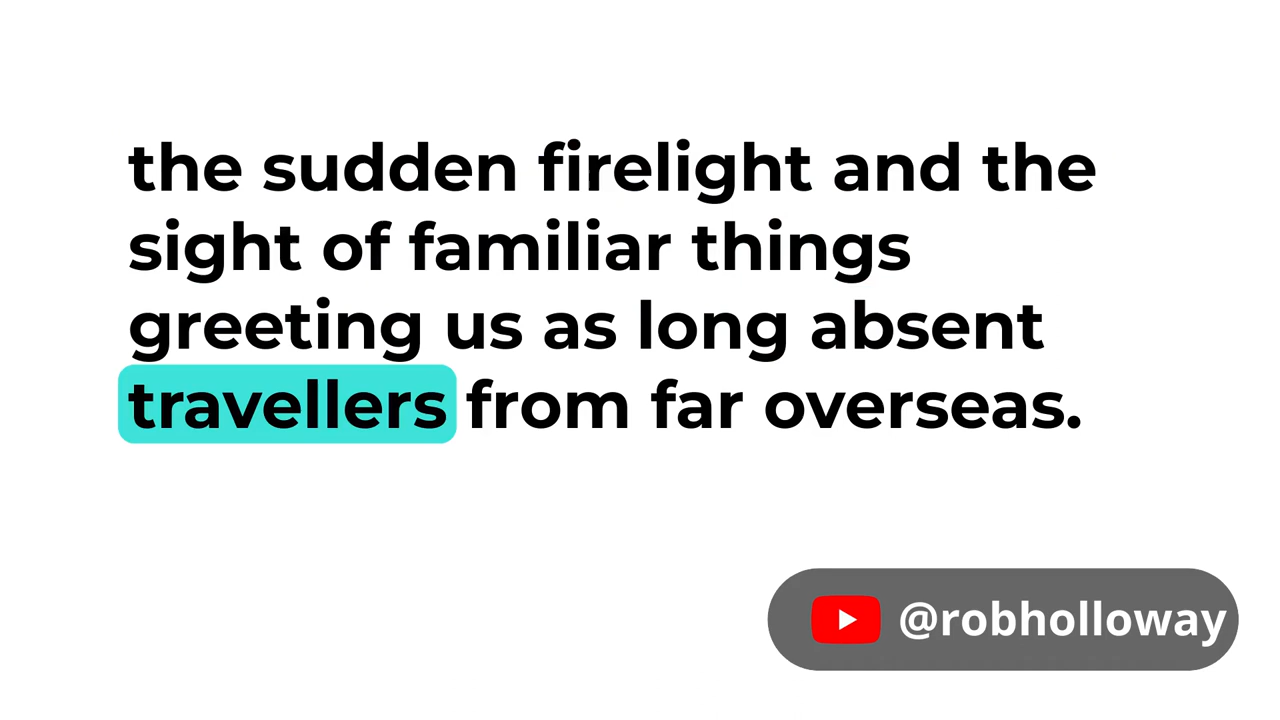 the sudden firelight and the
sight of familiar things
greeting us as long absent
travellers from far overseas.
@robholloway